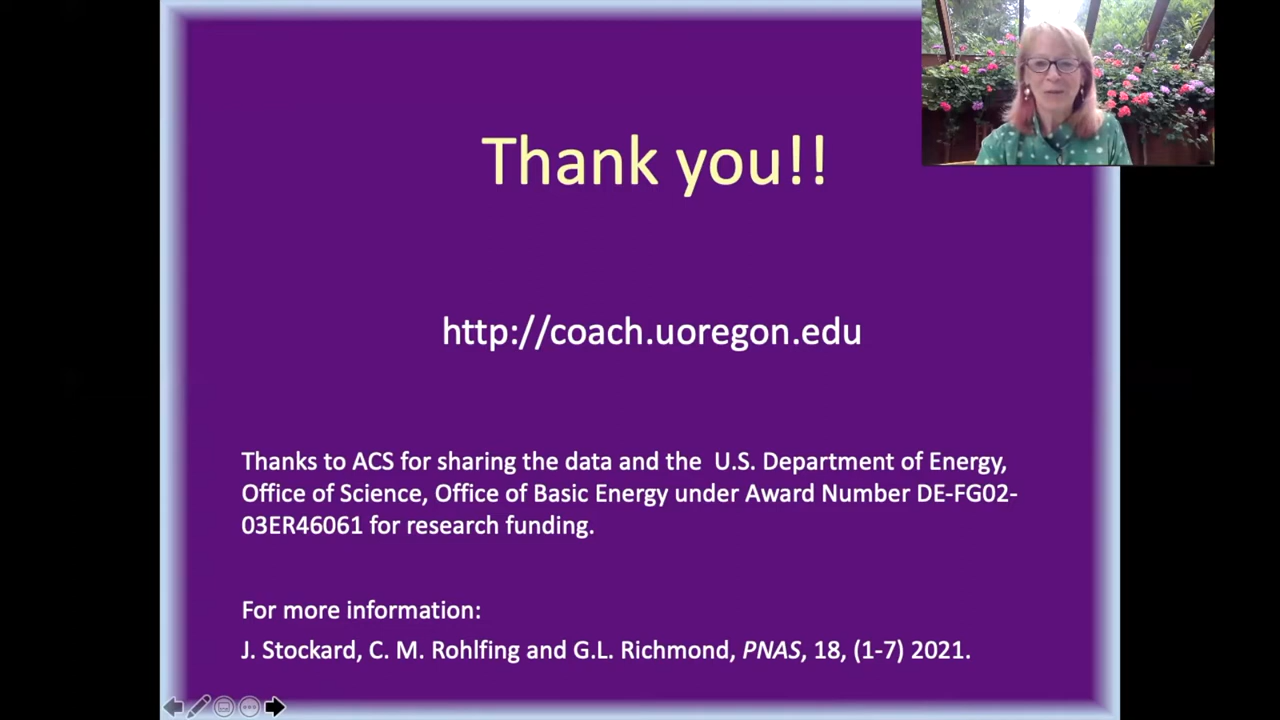 Thank you!!
http://coach.uoregon.edu
Thanks to ACS for sharing the data and the  U.S. Department of Energy,
Office of Science, Office of Basic Energy under Award Number DE-FG02-
03ER46061 for research funding.
For more information:
J. Stockard, C. M. Rohlfing and G.L. Richmond, PNAS, 18, (1-7) 2021.